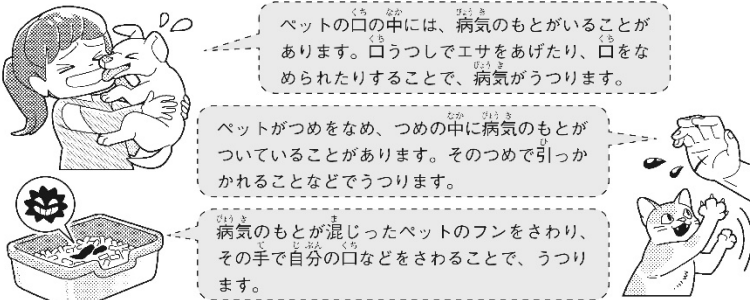 ペットの口の中には、病気のもとがいることが
あります。口うつしでエサをあげたり、口をな
められたりすることで、病気がうつります。
ペットがつめをなめ、つめの中に病気のもとが
ついていることがあります。そのつめで引っか
かれることなどでうつります。
病気のもとが混じったペットのフンをさわり、
その手で自分の口などをさわることで、うつり
ます。